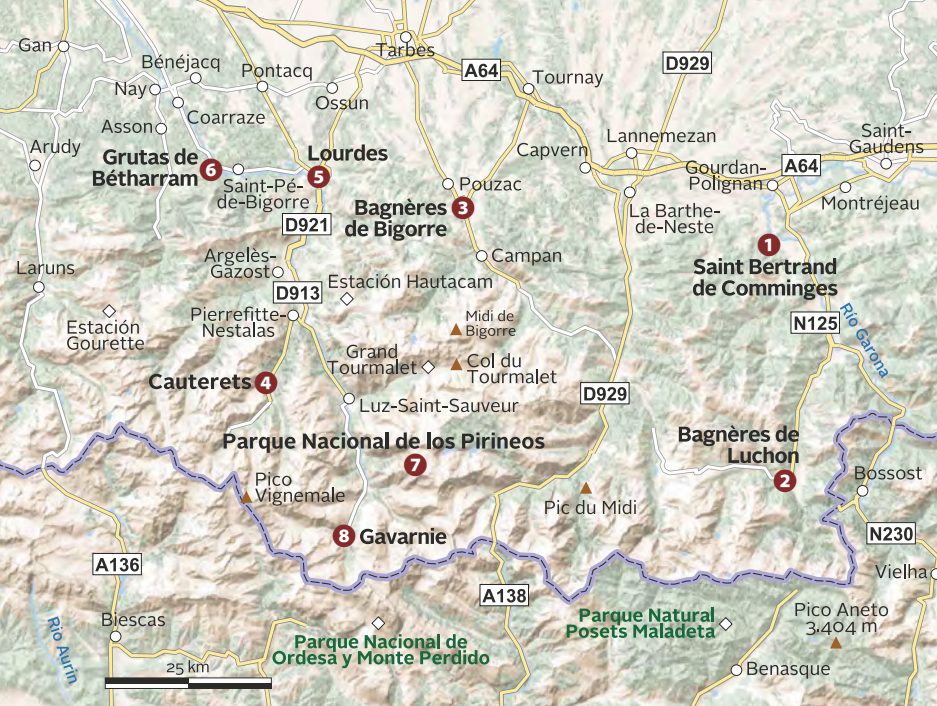 Gan
Tarbes
D929
Bénéjacq
Pontacq
A64
Tournay
Nay
Coarraze
Ossun
Asson
Lannemezan
Saint-
Gaudens
Arudy
Grutas de
Bétharram
6
Lourdes
5
Capvern
A64
Gourdan-
Polignan
Saint-Pé-
de-Bigorre
Pouzac
Montréjeau
D921
Bagnères
de Bigorre
3
La Barthe-
de-Neste
1
Saint Bertrand
de Comminges
Laruns
Argelès-
Gazost
Campan
D913
Estación Hautacam
Estación
Gourette
Pierrefitte-
Nestalas
Midi de
Bigorre
N125
Río Garona
Grand
Tourmalet
Col du
Tourmalet
Cauterets
4
D929
Luz-Saint-Sauveur
Parque Nacional de los Pirineos
7
Bagnères de
Luchon
2
Pico
Vignemale
Bossost
Pic du Midi
8
Gavarnie
N230
A136
Vielha
A138
Biescas
Río Aurin
Parque Nacional de
Ordesa y Monte Perdido
Parque Natural
Posets Maladeta
Pico Aneto
3.404 m
25 km
Benasque